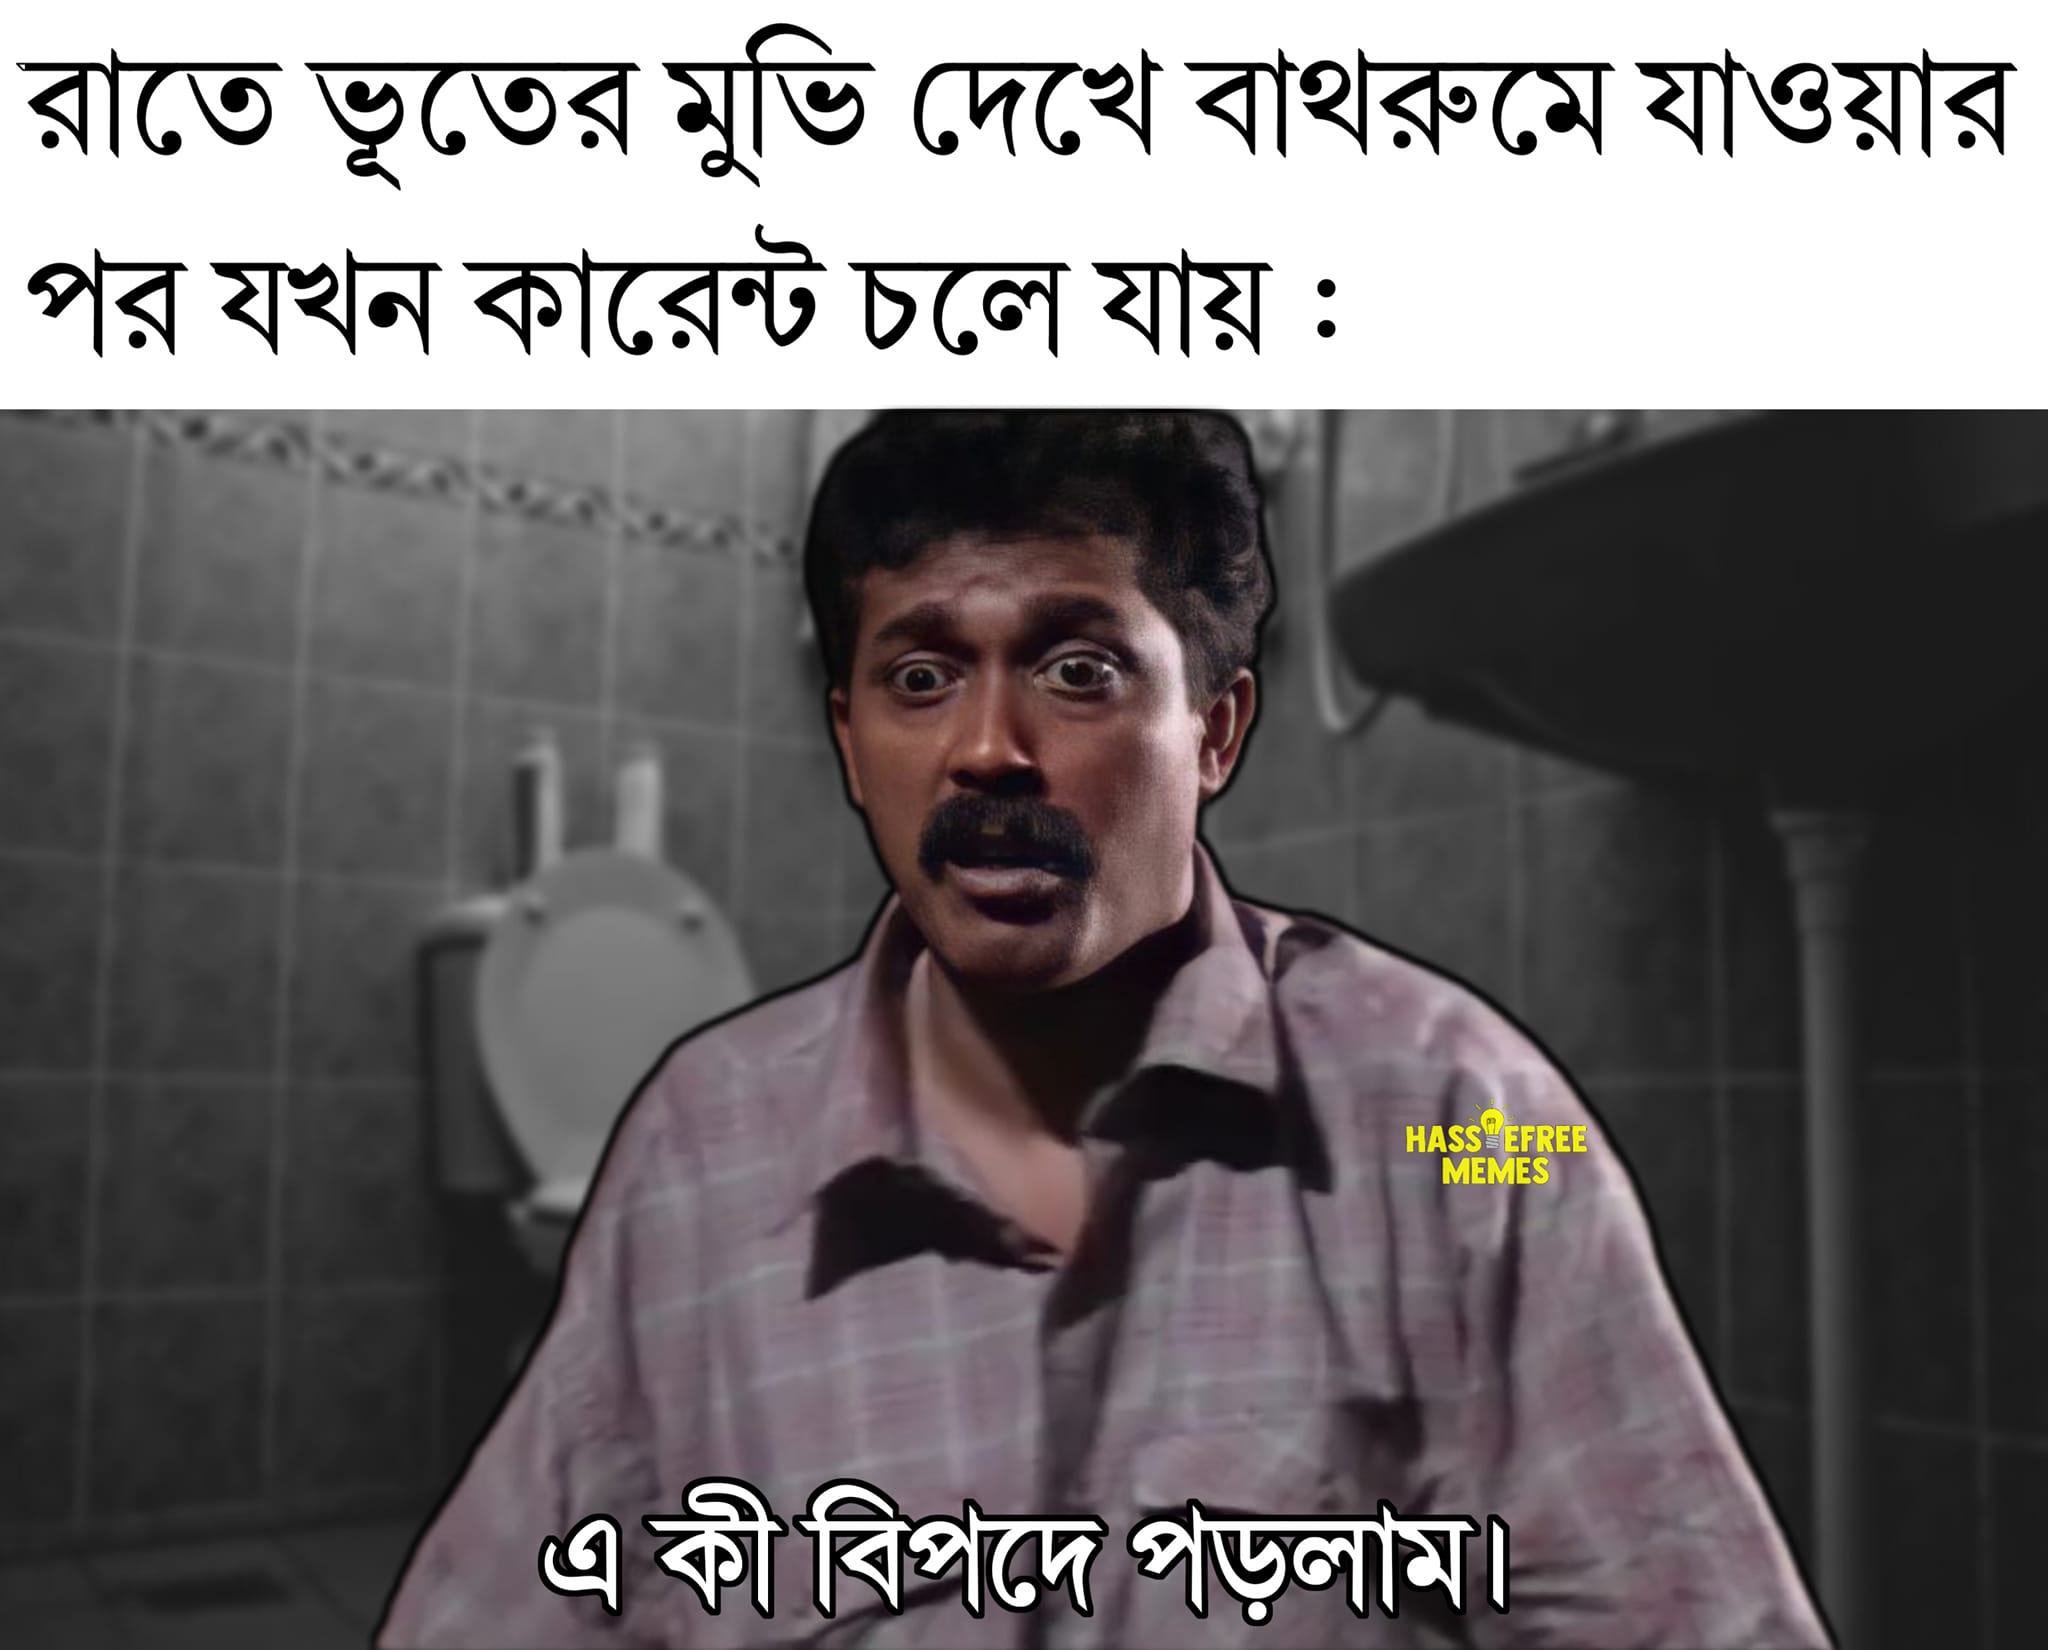 রাতে ভূতের মুভি দেখে বাথরুমে যাওয়ার
পর যখন কারেন্ট চলে যায় :
HASSLEFREE
MEMES
এ কী বিপদে পড়লাম।